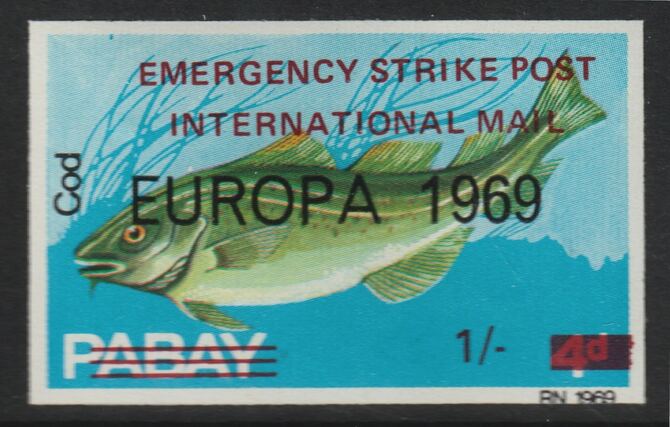 EMERGENCY STRIKE POST
INTERNATIONAL MAIL
Cod
EUROPA 1969
PABAY
1/-
4d
RN 1969